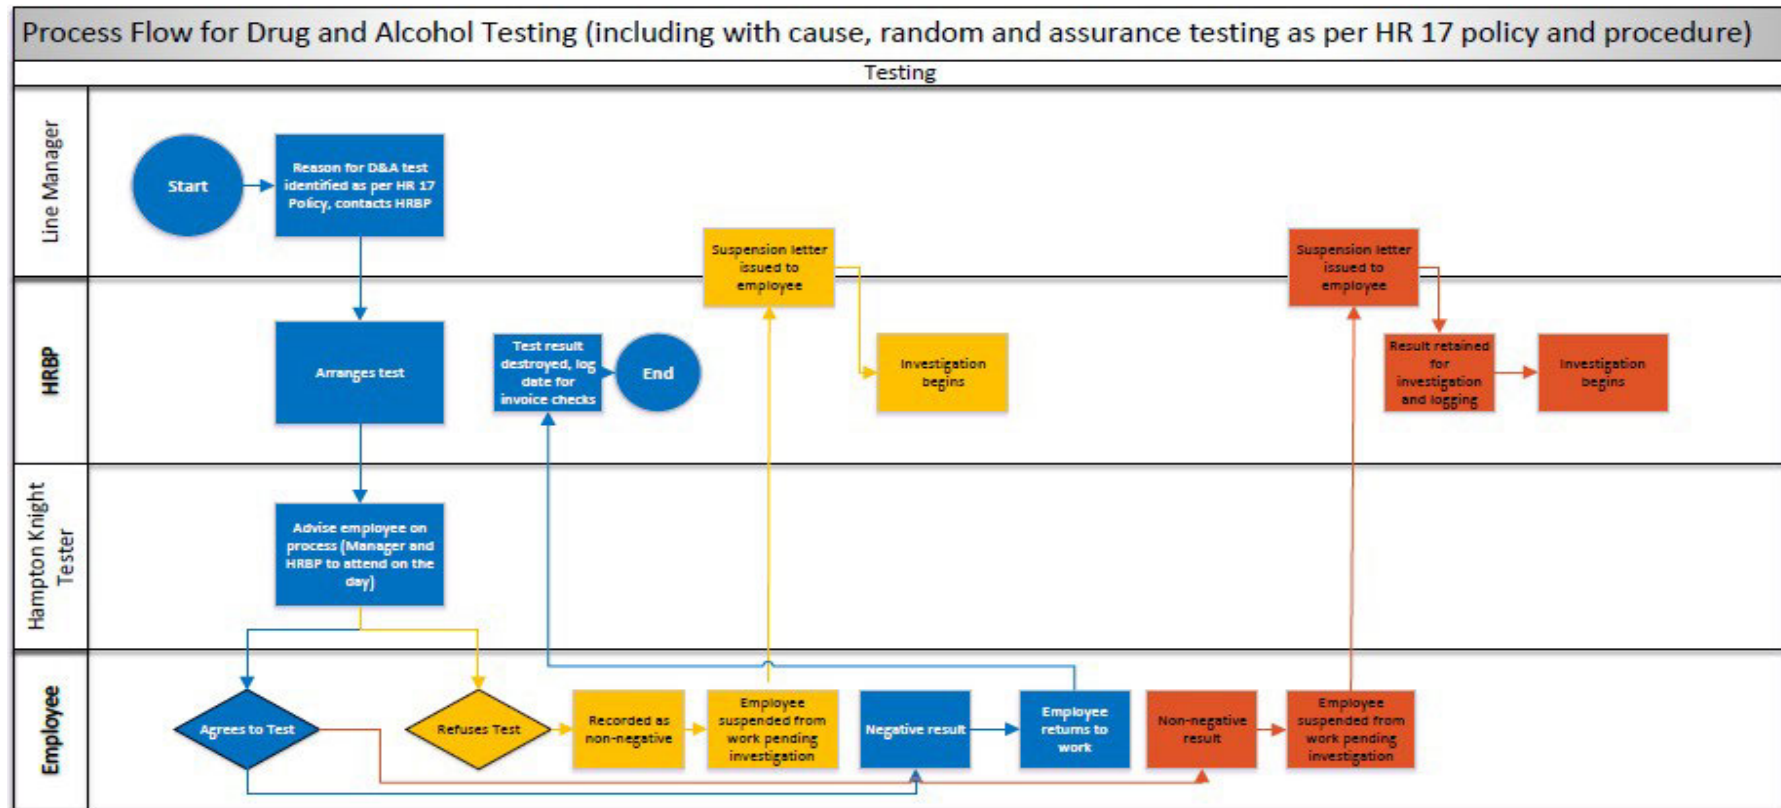 Process Flow for Drug and Alcohol Testing (including with cause, random and assurance testing as per HR 17 policy and procedure)
Testing
Line Manager
Start
Reason for D&A test
identified as per HR 17
Policy, contacts HRBP
Suspension letter
issued to
employee
Suspension letter
issued to
employee
HRBP
Arranges test
Test result
destroyed, log
date for
invoice checks
End
Investigation
begins
Result retained
for
investigation
and logging
Investigation
begins
Hampton Knight
Tester
Advise employee on
process (Manager and
HRBP to attend on the
day)
Employee
Agrees to Test
Refuses Test
Recorded as
non-negative
Employee
suspended from
work pending
investigation
Negative result
Employee
returns to
work
Non-negative
result
Employee
suspended from
work pending
investigation